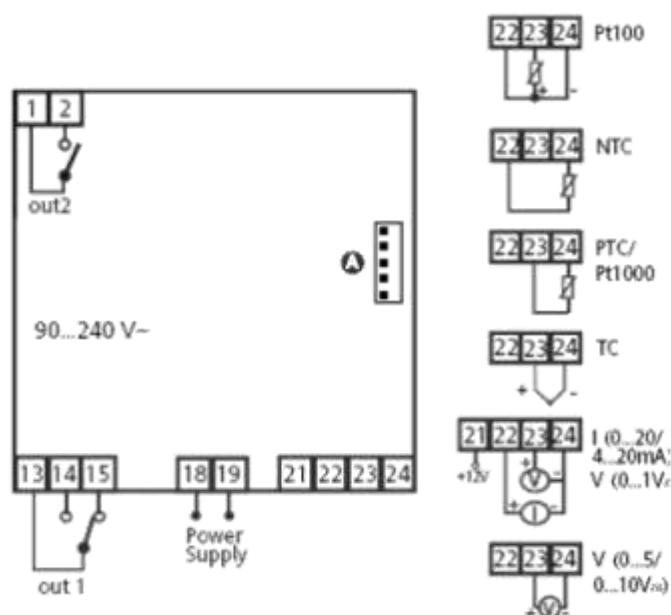 22 23 24 Pt100
1 2
out2
22 23 24 NTC
A
22 23 24 PTC/
Pt1000
90...240 V~
22 23 24 TC
+ -
13 14 15 18 19 21 22 23 24
out 1
Power
Supply
21 22 23 24 I (0...20/
4...20mA)
+12V
V (0...1V
22 23 24 V (0...5/
0...10V
+ V -